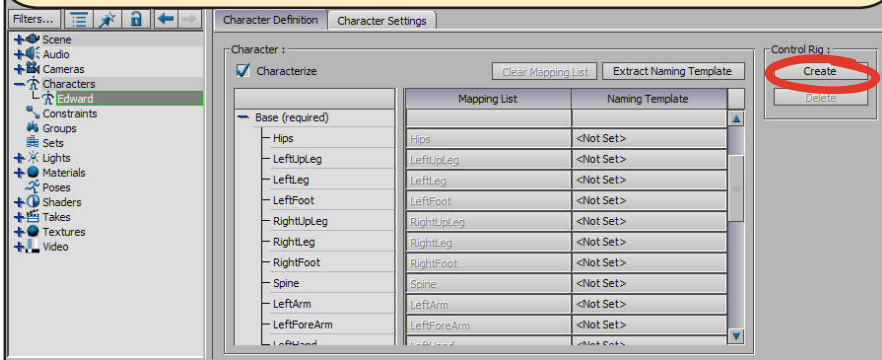 Filters...
Character Definition Character Settings
Scene
Audio
Cameras
Characters
Edward
Constraints
Groups
Sets
Lights
Materials
Poses
Shaders
Takes
Textures
Video
Character :
Characterize Clear Mapping List Extract Naming Template
Mapping List Naming Template
Base (required)
Hips Hips <Not Set>
LeftUpLeg LeftUpLeg <Not Set>
LeftLeg LeftLeg <Not Set>
LeftFoot LeftFoot <Not Set>
RightUpLeg RightUpLeg <Not Set>
RightLeg RightLeg <Not Set>
RightFoot RightFoot <Not Set>
Spine Spine <Not Set>
LeftArm LeftArm <Not Set>
LeftForeArm LeftForeArm <Not Set>
LeftHand LeftHand <Not Set>
Control Rig :
Create
Delete